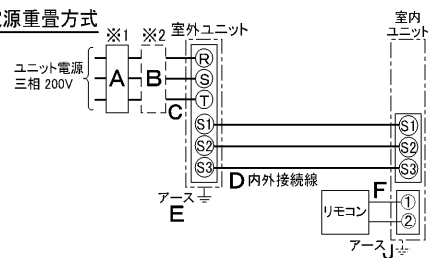 源重畳方式
※1 ※2 室外ユニット 室内
ユニット
ユニット電源
三相 200V
A B
R
S
T
C
S1 S1
S2 S2
S3 S3
D 内外接続線
アース
E
F
リモコン
①
②
アース J